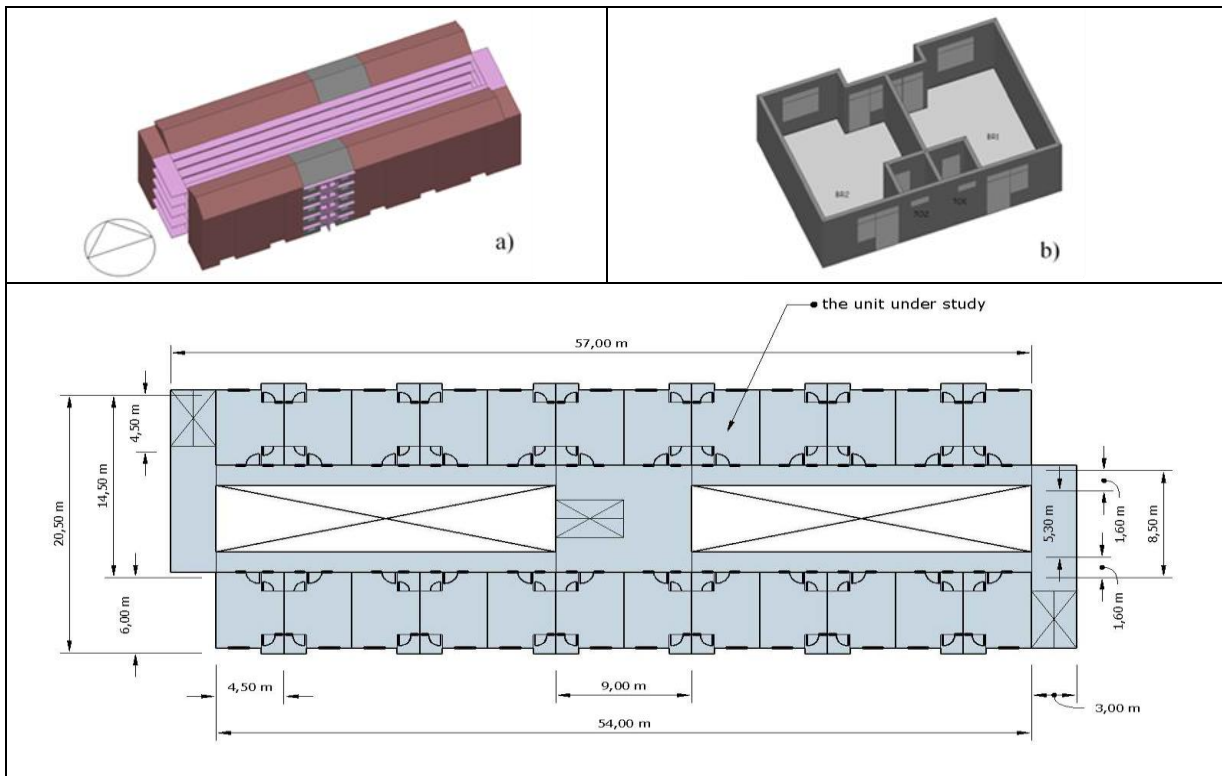 a)
BR1
BR2
TO2
b)
the unit under study
57,00 m
4,50 m
14,50 m
20,50 m
6,00 m
5,30 m
1,60 m
8,50 m
1,60 m
4,50 m
9,00 m
3,00 m
54,00 m